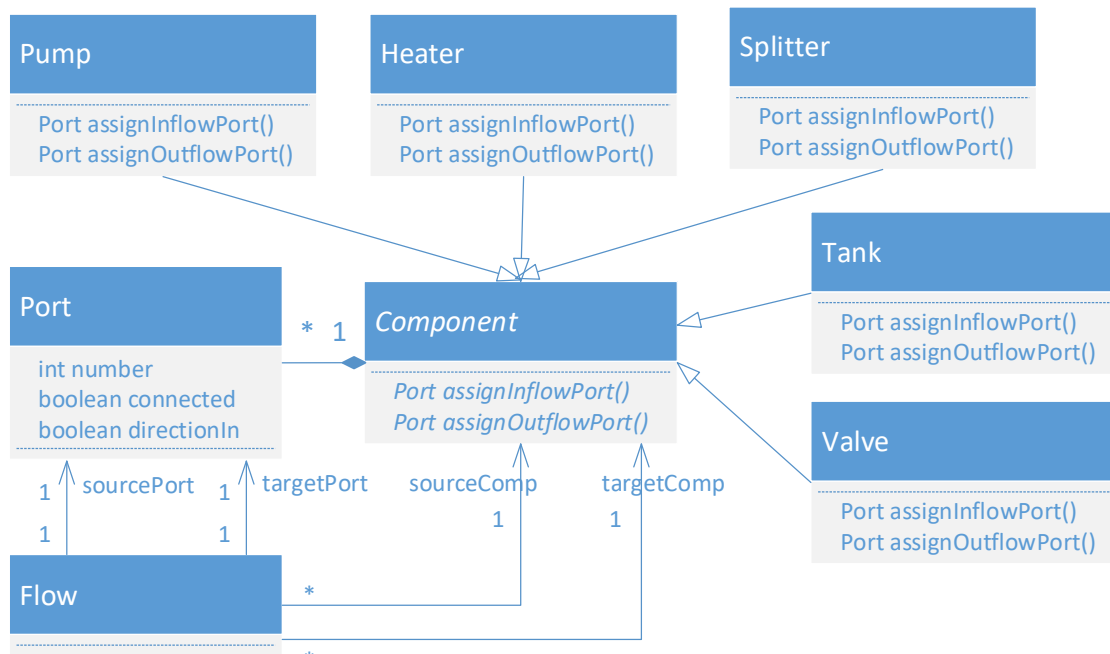 Pump
Port assignInflowPort()
Port assignOutflowPort()
Heater
Port assignInflowPort()
Port assignOutflowPort()
Splitter
Port assignInflowPort()
Port assignOutflowPort()
Tank
Port assignInflowPort()
Port assignOutflowPort()
Port
int number
boolean connected
boolean directionIn
* 1
Component
Port assignInflowPort()
Port assignOutflowPort()
Valve
Port assignInflowPort()
Port assignOutflowPort()
1 sourcePort
1
1 targetPort
1
sourceComp
1
targetComp
1
Flow
*
*